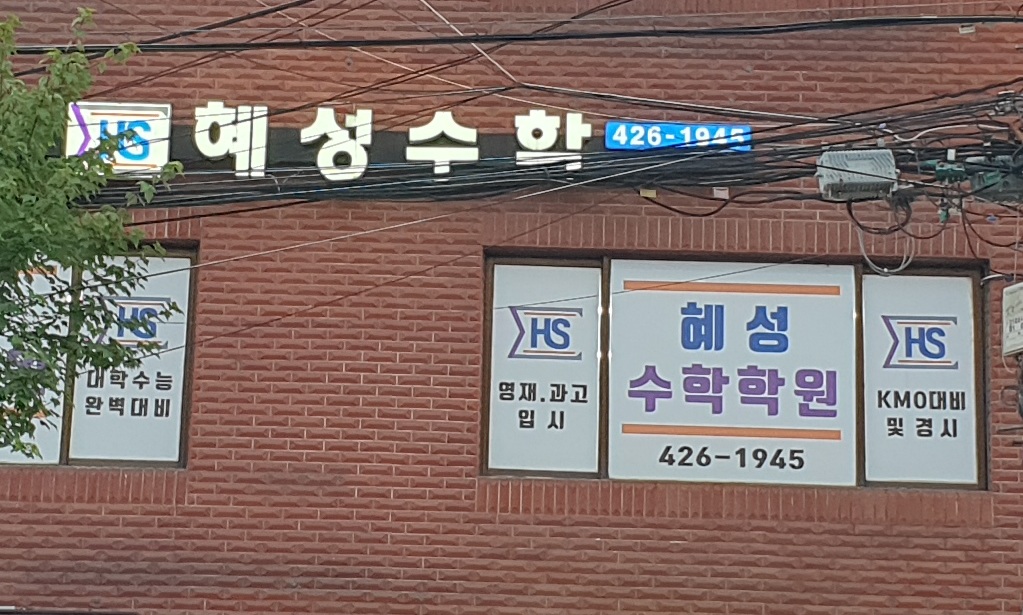 HS 혜성수학 426-1945
HS
대학수능
완벽대비
HS
영재.과고
입시
혜성
수학학원
426-1945
HS
KMO대비
및 경시